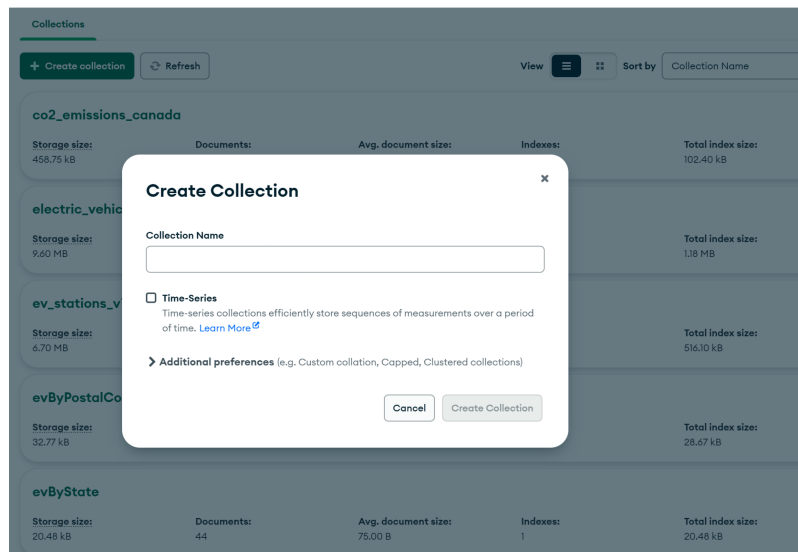 Collections
+ Create collection
Refresh
View
Sort by
Collection Name
co2_emissions_canada
Storage size: Documents: Avg. document size: Indexes: Total index size:
458.75 kB 102.40 kB
Create Collection
electric_vehic
Collection Name
Storage size: Total index size:
9.60 MB 1.18 MB
Time-Series
ev_stations_v
Time-series collections efficiently store sequences of measurements over a period
of time. Learn More
Storage size: Total index size:
6.70 MB 516.10 kB
Additional preferences (e.g. Custom collation, Capped, Clustered collections)
evByPostalCo
Cancel Create Collection
Storage size: Total index size:
32.77 kB 28.67 kB
evByState
Storage size: Documents: Avg. document size: Indexes: Total index size:
20.48 kB 44 75.00 B 1 20.48 kB